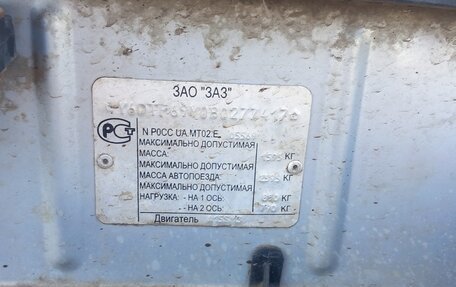 ЗАО "ЗАЗ"
РСТ
N РОСС UA.МТ02.Е
МАКСИМАЛЬНО ДОПУСТИМАЯ
МАССА: КГ
МАКСИМАЛЬНО ДОПУСТИМАЯ
МАССА АВТОПОЕЗДА: КГ
МАКСИМАЛЬНО ДОПУСТИМАЯ
НАГРУЗКА: - НА 1 ОСЬ: КГ
- НА 2 ОСЬ: КГ
Двигатель